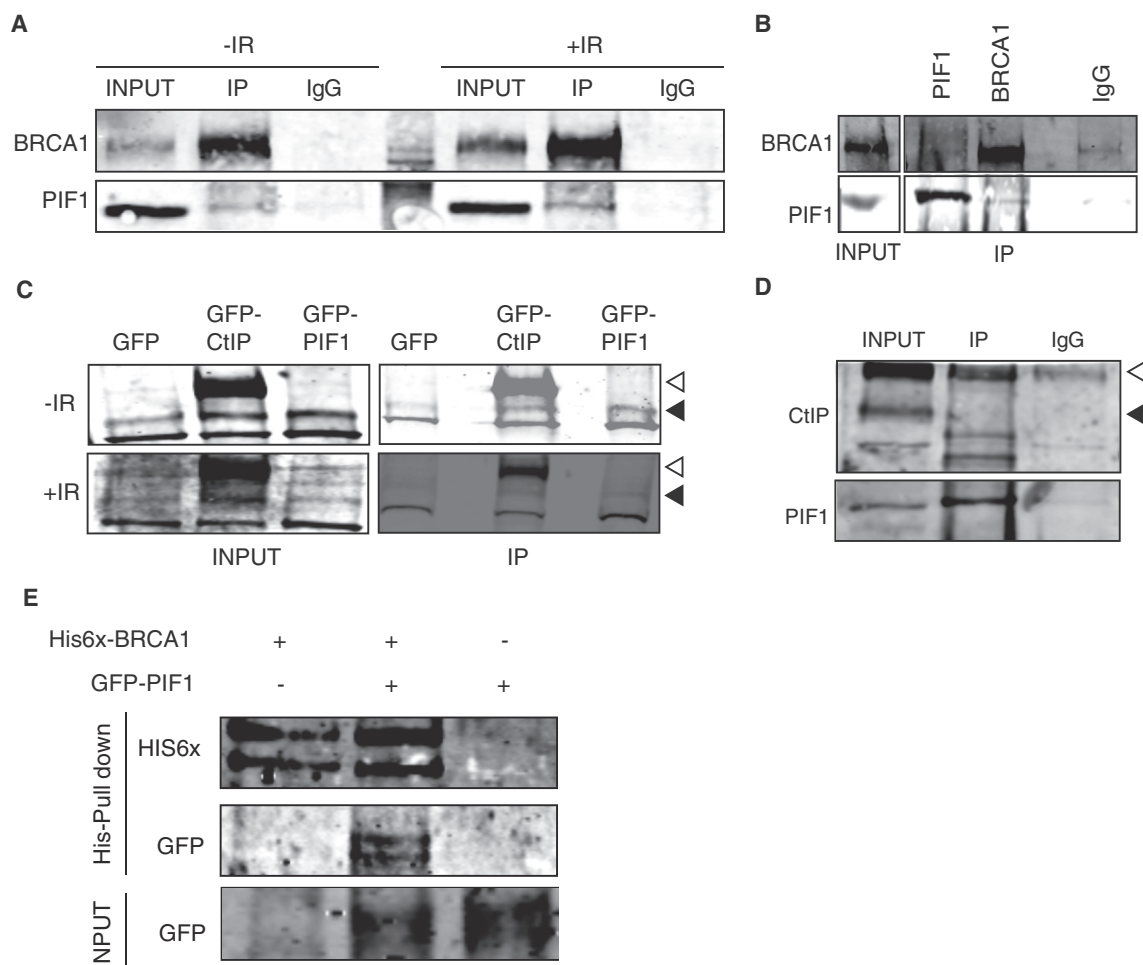 A
-IR
+IR
INPUT IP IgG INPUT IP IgG
BRCA1
PIF1
B
PIF1 BRCA1 IgG
BRCA1
PIF1
INPUT IP
C
GFP GFP-CtIP GFP-PIF1 GFP GFP-CtIP GFP-PIF1
-IR
+IR
INPUT IP
D
INPUT IP IgG
CtIP
PIF1
E
His6x-BRCA1 + + -
GFP-PIF1 - + +
His-Pull down
HIS6x
GFP
NPUT
GFP